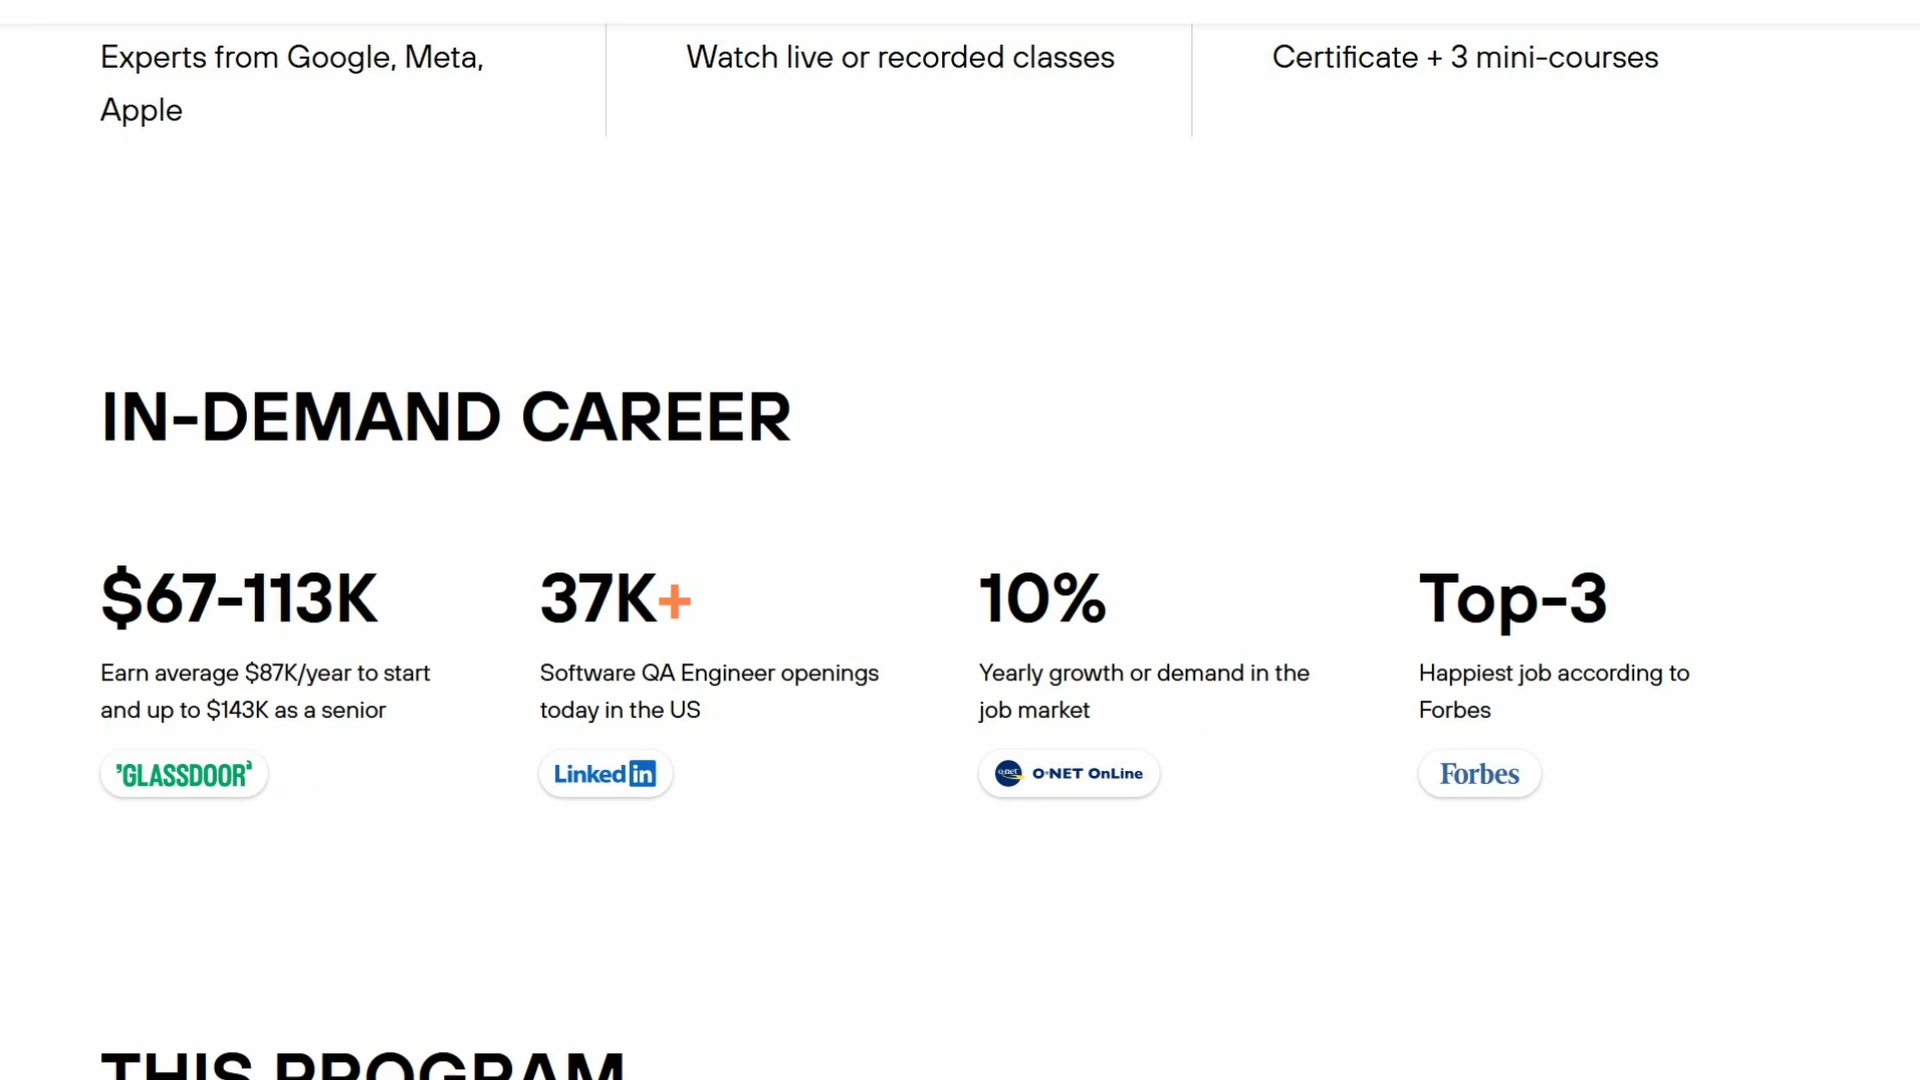 Experts from Google, Meta,
Apple
Watch live or recorded classes
Certificate + 3 mini-courses
IN-DEMAND CAREER
$67-113K
Earn average $87K/year to start
and up to $143K as a senior
GLASSDOOR
37K+
Software QA Engineer openings
today in the US
Linked in
10%
Yearly growth or demand in the
job market
o*net O*NET OnLine
Top-3
Happiest job according to
Forbes
Forbes
THIS PROGRAM